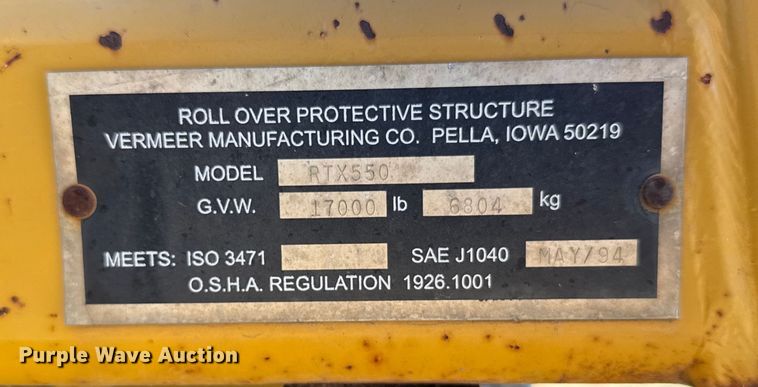 ROLL OVER PROTECTIVE STRUCTURE
VERMEER MANUFACTURING CO. PELLA, IOWA 50219
MODEL RTX550
G.V.W. 17000 lb 6804 kg
MEETS: ISO 3471 SAE J1040 MAY/94
O.S.H.A. REGULATION 1926.1001
Purple Wave Auction